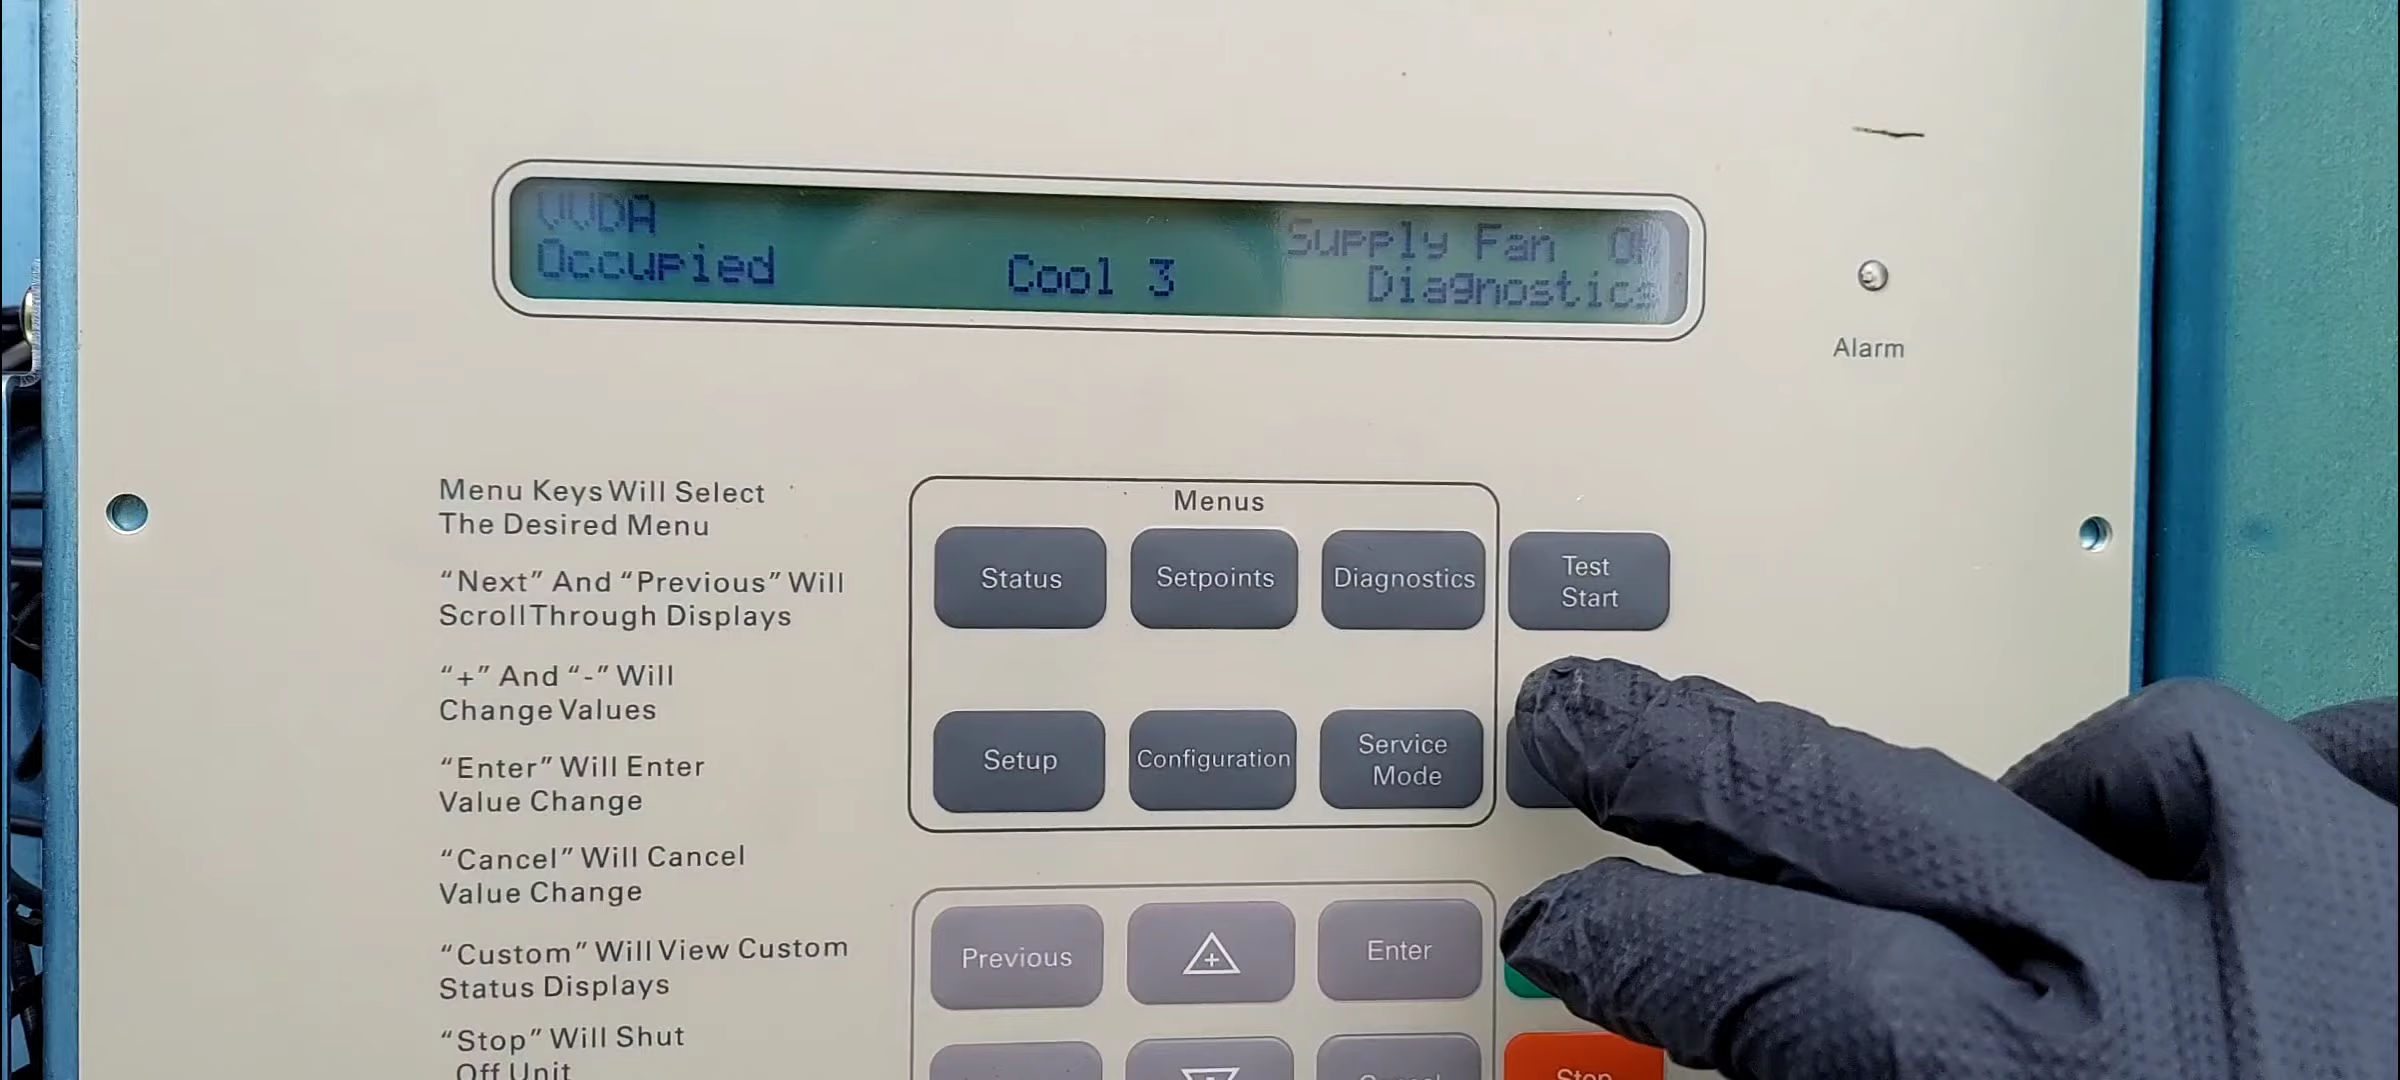 VVDA Supply Fan On
Occupied Cool 3 Diagnostics
Alarm
Menu Keys Will Select
The Desired Menu
“Next” And “Previous” Will
Scroll Through Displays
“+” And “-” Will
Change Values
“Enter” Will Enter
Value Change
“Cancel” Will Cancel
Value Change
“Custom” Will View Custom
Status Displays
“Stop” Will Shut
Off Unit
Menus
Status Setpoints Diagnostics
Test
Start
Setup Configuration
Service
Mode
Previous + Enter
Stop